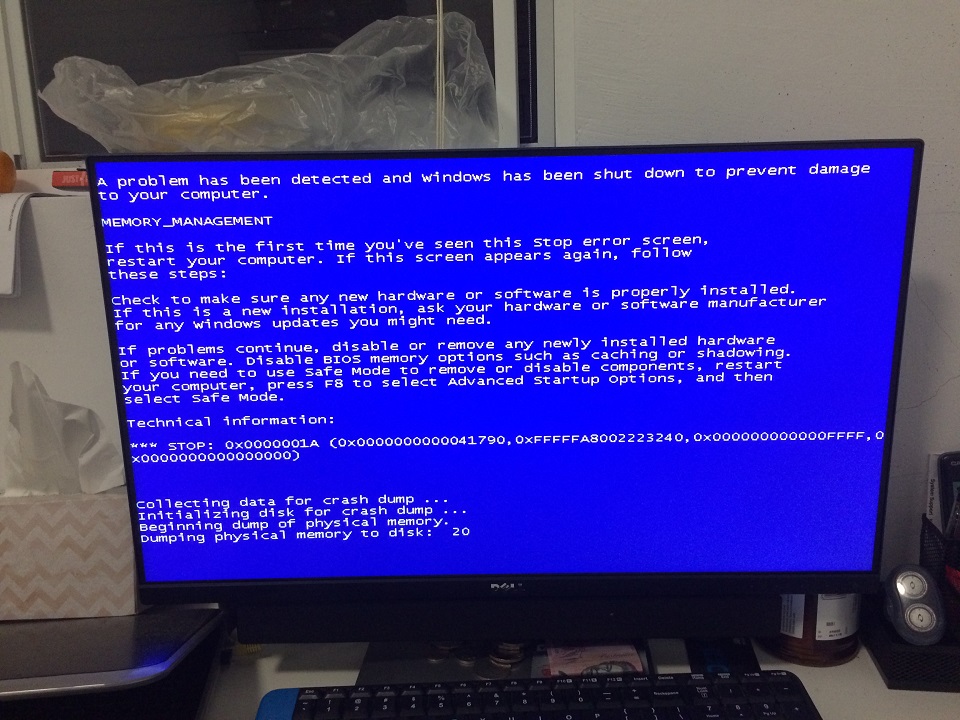 A problem has been detected and Windows has been shut down to prevent damage
to your computer.
MEMORY_MANAGEMENT
If this is the first time you've seen this Stop error screen,
restart your computer. If this screen appears again, follow
these steps:
Check to make sure any new hardware or software is properly installed.
If this is a new installation, ask your hardware or software manufacturer
for any Windows updates you might need.
If problems continue, disable or remove any newly installed hardware
or software. Disable BIOS memory options such as caching or shadowing.
If you need to use Safe Mode to remove or disable components, restart
your computer, press F8 to select Advanced Startup Options, and then
select Safe Mode.
Technical information:
*** STOP: 0x0000001A (0x0000000000041790,0xFFFFFA8002223240,0x000000000000FFFF,0
x0000000000000000)
Collecting data for crash dump ...
Initializing disk for crash dump ...
Beginning dump of physical memory.
Dumping physical memory to disk:  20
DELL
JUST
System Support